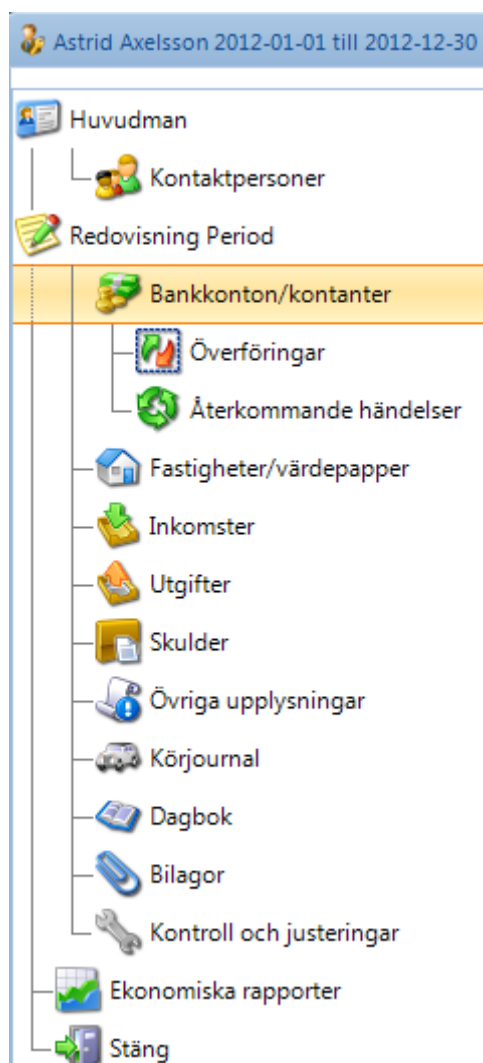 Astrid Axelsson 2012-01-01 till 2012-12-30
Huvudman
Kontaktpersoner
Redovisning Period
Bankkonton/kontanter
Överföringar
Återkommande händelser
Fastigheter/värdepapper
Inkomster
Utgifter
Skulder
Övriga upplysningar
Körjournal
Dagbok
Bilagor
Kontroll och justeringar
Ekonomiska rapporter
Stäng